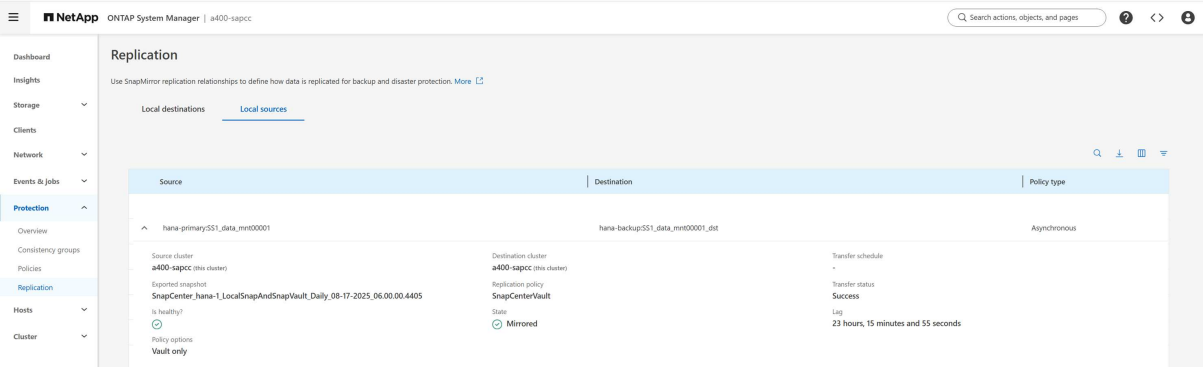 NetApp ONTAP System Manager | a400-sapcc
Search actions, objects, and pages
Dashboard
Insights
Storage
Clients
Network
Events & jobs
Protection
Overview
Consistency groups
Policies
Replication
Hosts
Cluster
Replication
Use SnapMirror replication relationships to define how data is replicated for backup and disaster protection. More
Local destinations Local sources
Source Destination Policy type
hana-primary:SS1_data_mnt00001 hana-backup:SS1_data_mnt00001_dst Asynchronous
Source cluster Destination cluster Transfer schedule
a400-sapcc (this cluster) a400-sapcc (this cluster) -
Exported snapshot Replication policy Transfer status
SnapCenter_hana-1_LocalSnapAndSnapVault_Daily_08-17-2025_06.00.00.4405 SnapCenterVault Success
Is healthy? State Lag
Mirrored 23 hours, 15 minutes and 55 seconds
Policy options
Vault only